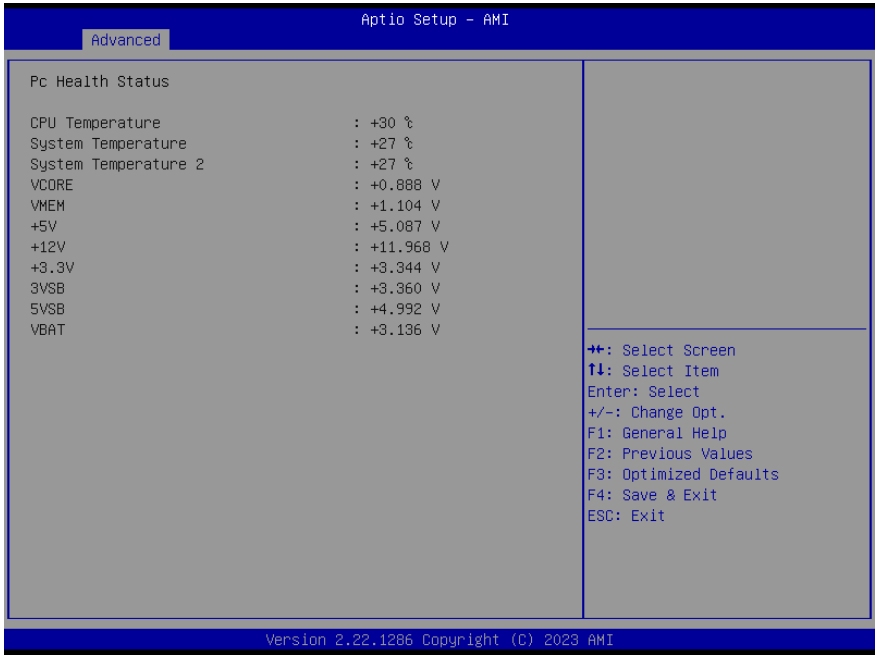 Aptio Setup – AMI
Advanced
Pc Health Status
CPU Temperature : +30 ℃
System Temperature : +27 ℃
System Temperature 2 : +27 ℃
VCORE : +0.888 V
VMEM : +1.104 V
+5V : +5.087 V
+12V : +11.968 V
+3.3V : +3.344 V
3VSB : +3.360 V
5VSB : +4.992 V
VBAT : +3.136 V
→←: Select Screen
↑↓: Select Item
Enter: Select
+/-: Change Opt.
F1: General Help
F2: Previous Values
F3: Optimized Defaults
F4: Save & Exit
ESC: Exit
Version 2.22.1286 Copyright (C) 2023 AMI